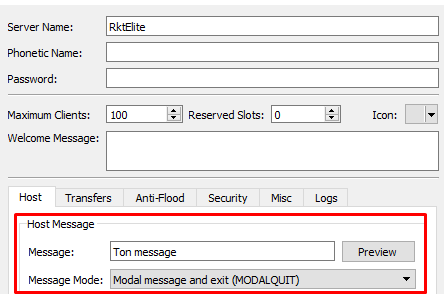 Server Name: RktElite
Phonetic Name:
Password:
Maximum Clients: 100 Reserved Slots: 0 Icon:
Welcome Message:
Host Transfers Anti-Flood Security Misc Logs
Host Message
Message: Ton message Preview
Message Mode: Modal message and exit (MODALQUIT)